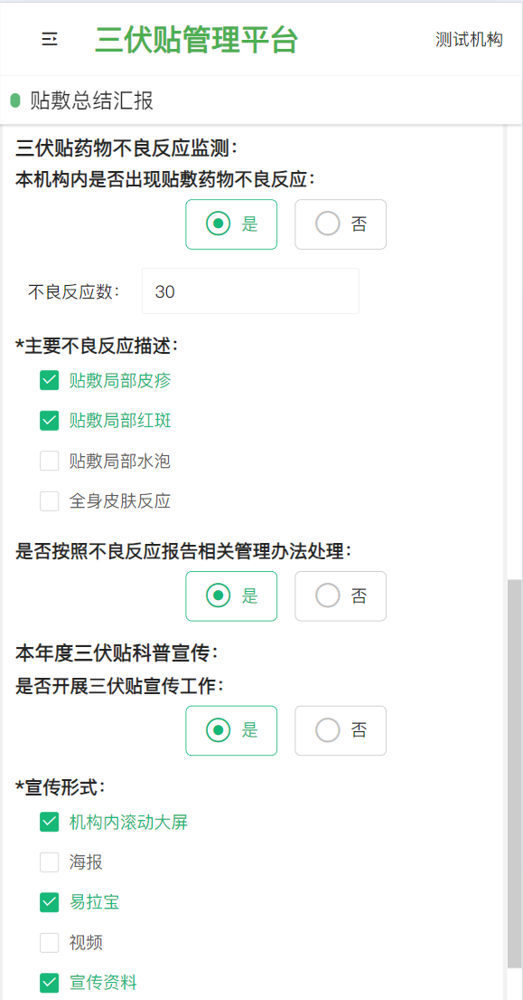 三伏贴管理平台
测试机构
贴敷总结汇报
三伏贴药物不良反应监测：
本机构内是否出现贴敷药物不良反应：
是 否
不良反应数： 30
*主要不良反应描述：
贴敷局部皮疹
贴敷局部红斑
贴敷局部水泡
全身皮肤反应
是否按照不良反应报告相关管理办法处理：
是 否
本年度三伏贴科普宣传：
是否开展三伏贴宣传工作：
是 否
*宣传形式：
机构内滚动大屏
海报
易拉宝
视频
宣传资料